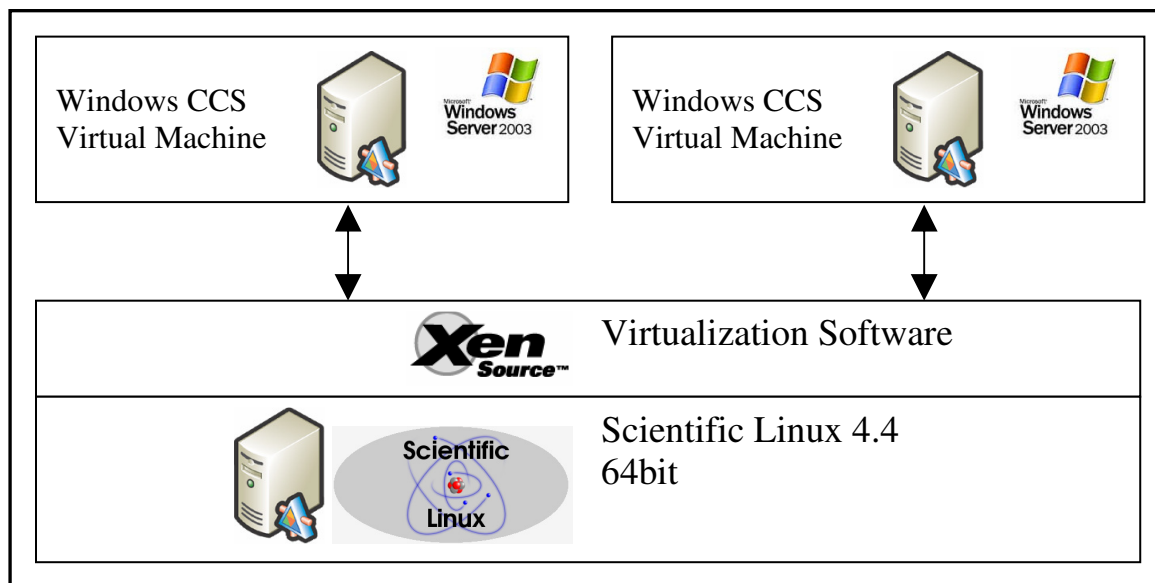 Windows CCS
Virtual Machine
Microsoft
Windows
Server 2003
Windows CCS
Virtual Machine
Microsoft
Windows
Server 2003
Xen
Source™
Virtualization Software
Scientific
Linux
Scientific Linux 4.4
64bit